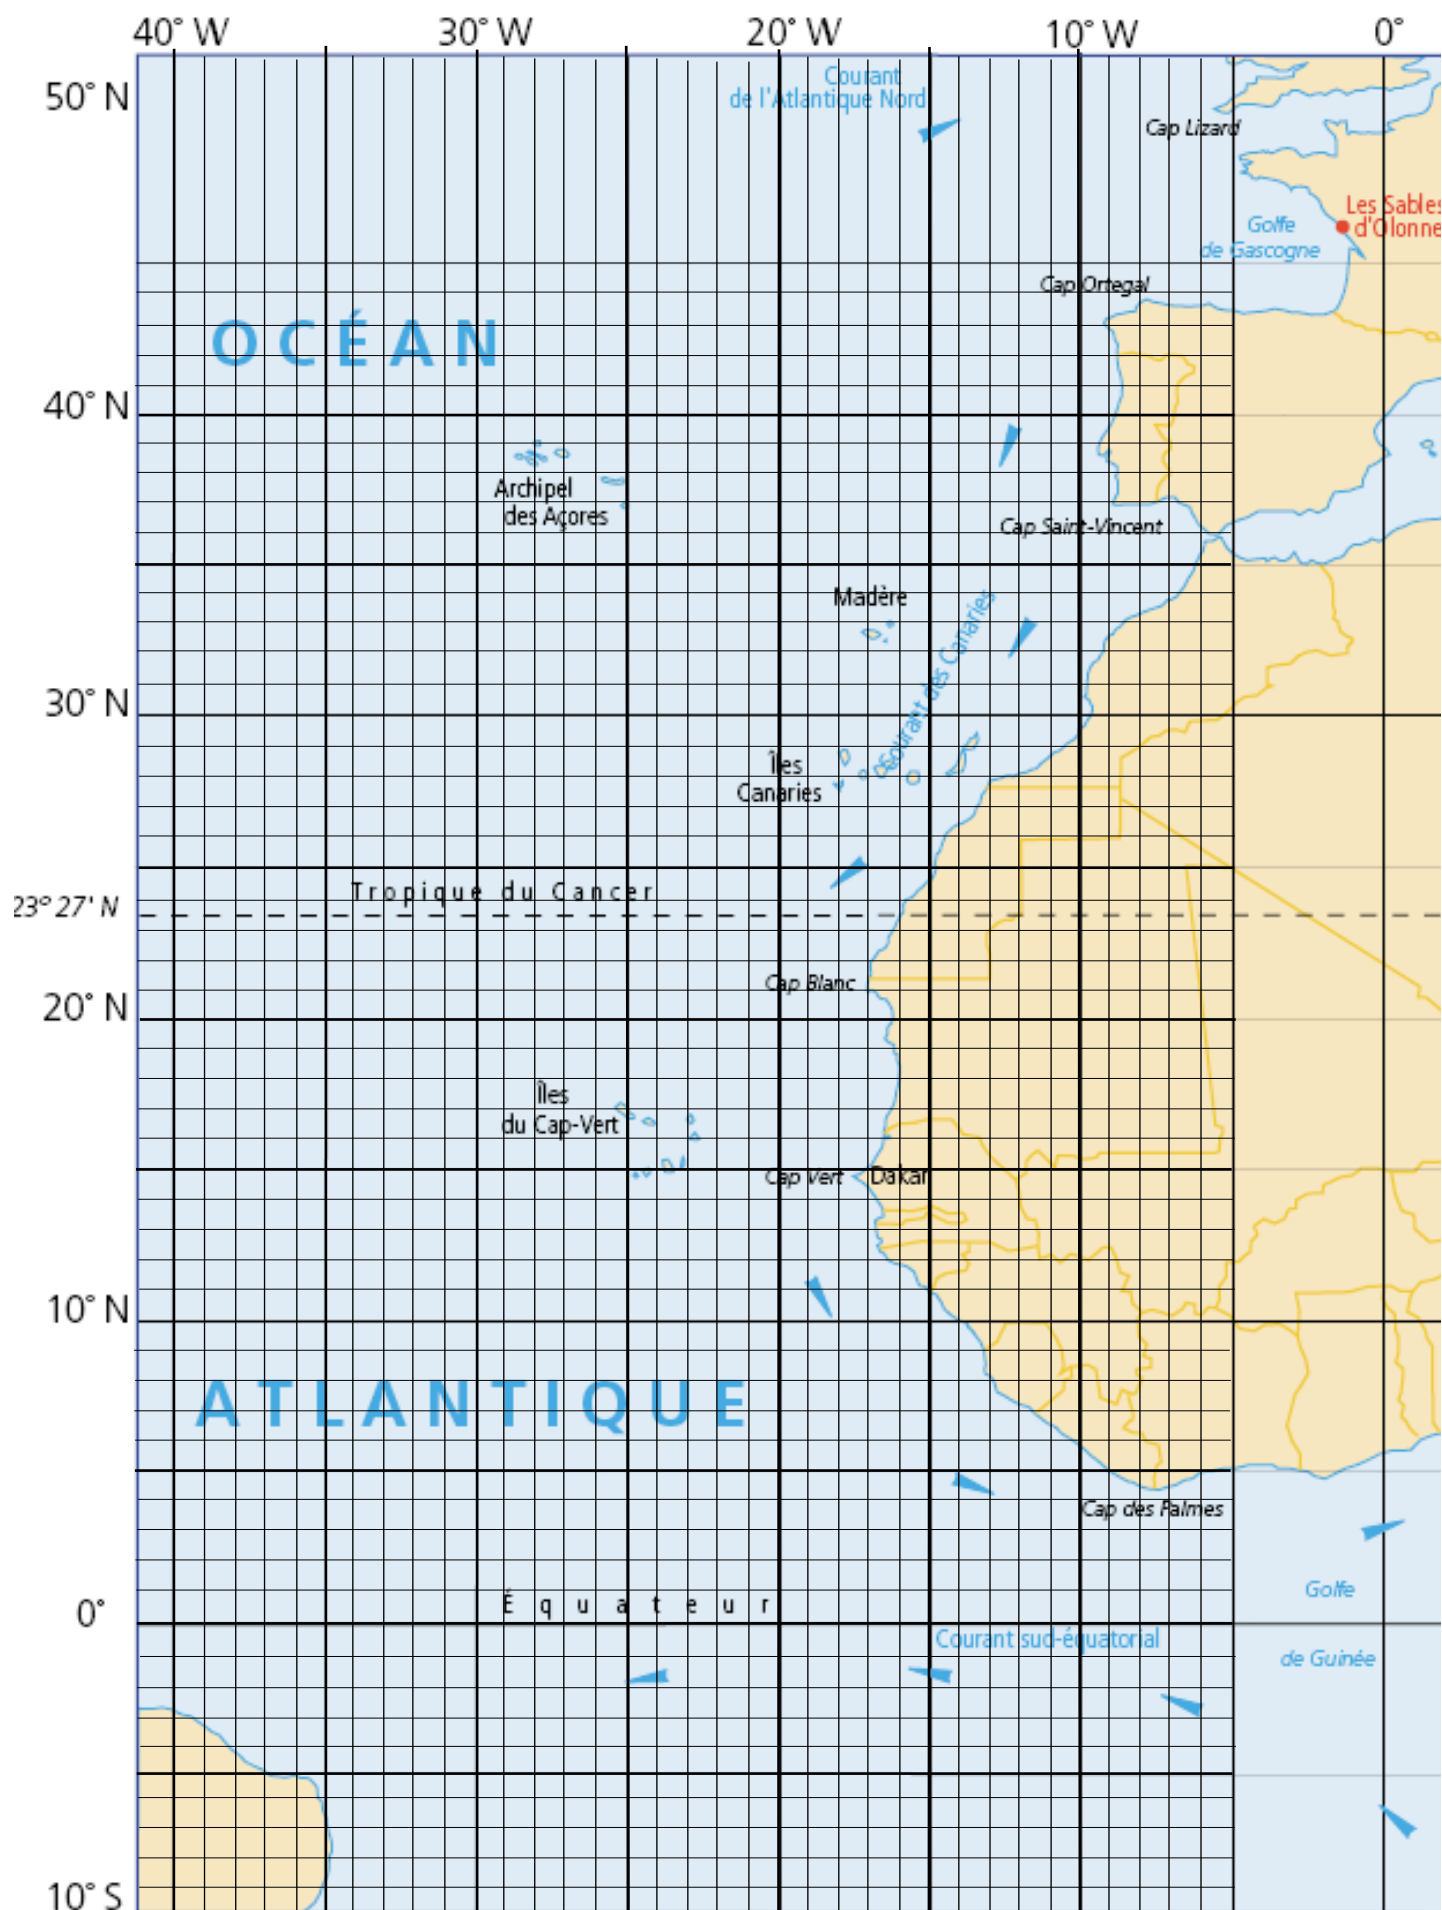 40° W 30° W 20° W 10° W 0°
50° N
Courant
de l'Atlantique Nord
Cap Lizard
Les Sables
d'Olonne
Golfe
de Gascogne
Cap Ortegal
OCÉAN
40° N
Archipel
des Açores
Cap Saint-Vincent
Madère
Courant des Canaries
30° N
Îles
Canaries
Tropique du Cancer
23° 27' N
Cap Blanc
20° N
Îles
du Cap-Vert
Cap Vert
Dakar
10° N
ATLANTIQUE
Cap des Palmes
Équateur
0°
Golfe
de Guinée
Courant sud-équatorial
10° S